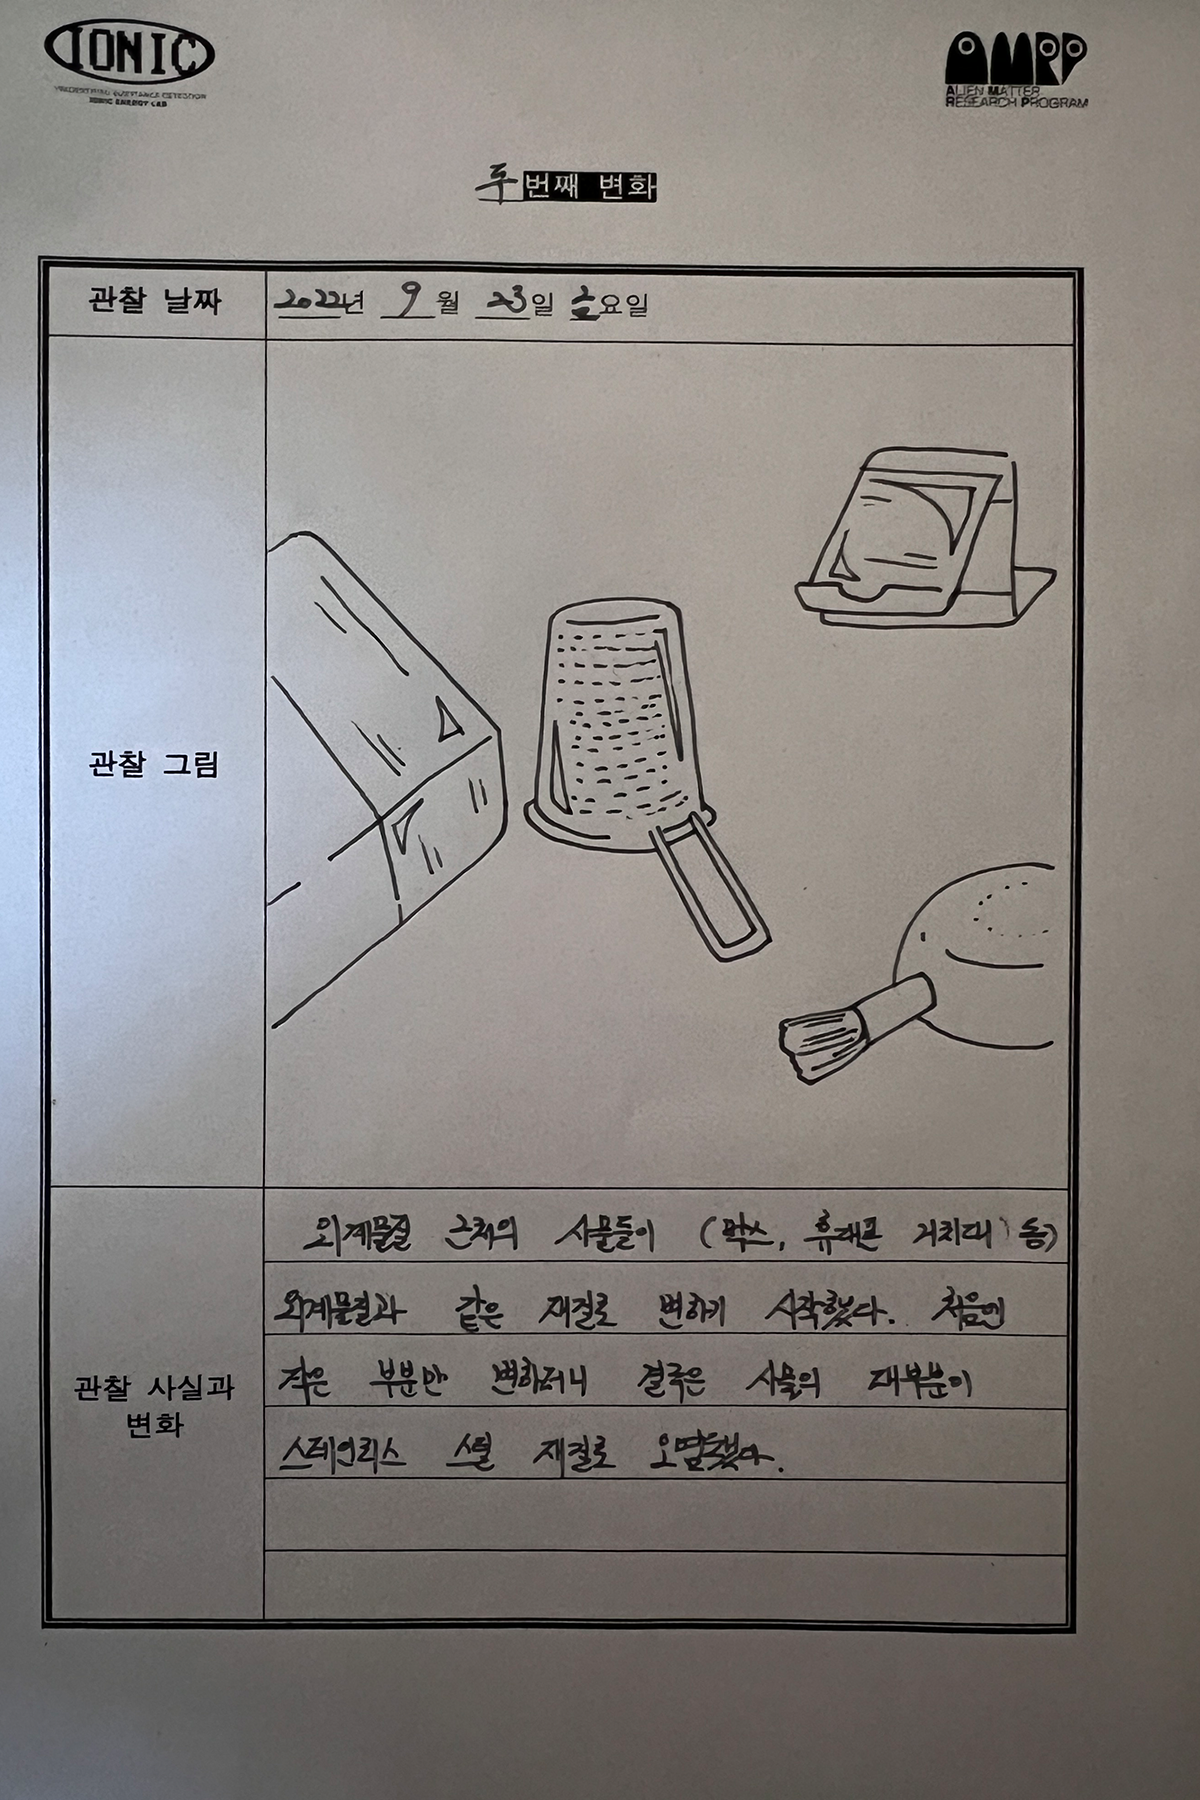 IONIC
IONIC ENERGY LAB
AMRP
ALIEN MATTER
RESEARCH PROGRAM
두번째 변화
관찰 날짜
2022년 9월 23일 금요일
관찰 그림
외계물질 근처의 사물들이 (박스, 휴대폰 거치대 등)
외계물질과 같은 재질로 변하기 시작했다. 처음엔
작은 부분만 변하더니 결국은 사물의 대부분이
스테인리스 스틸 재질로 오염됐다.
관찰 사실과
변화